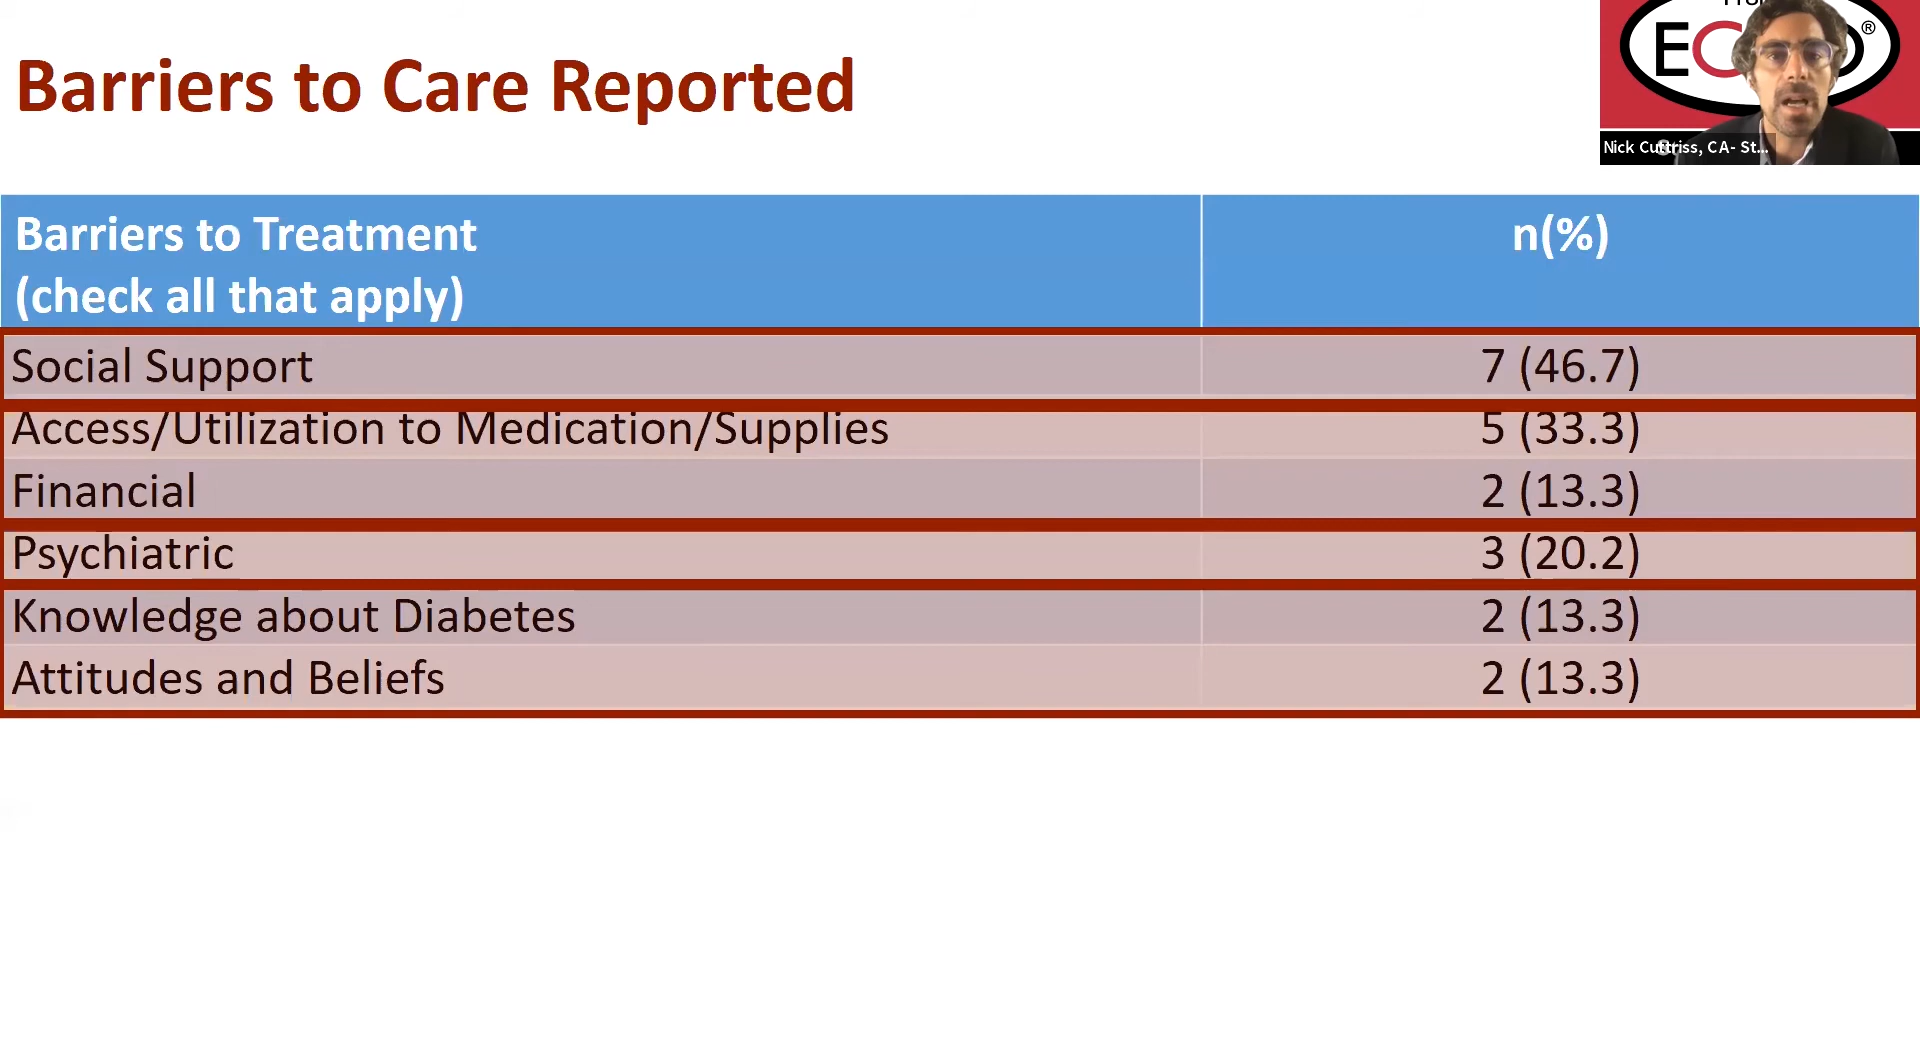 Barriers to Care Reported
®
Nick Cuttriss, CA- St...
Barriers to Treatment
(check all that apply)
n(%)
Social Support 7 (46.7)
Access/Utilization to Medication/Supplies 5 (33.3)
Financial 2 (13.3)
Psychiatric 3 (20.2)
Knowledge about Diabetes 2 (13.3)
Attitudes and Beliefs 2 (13.3)